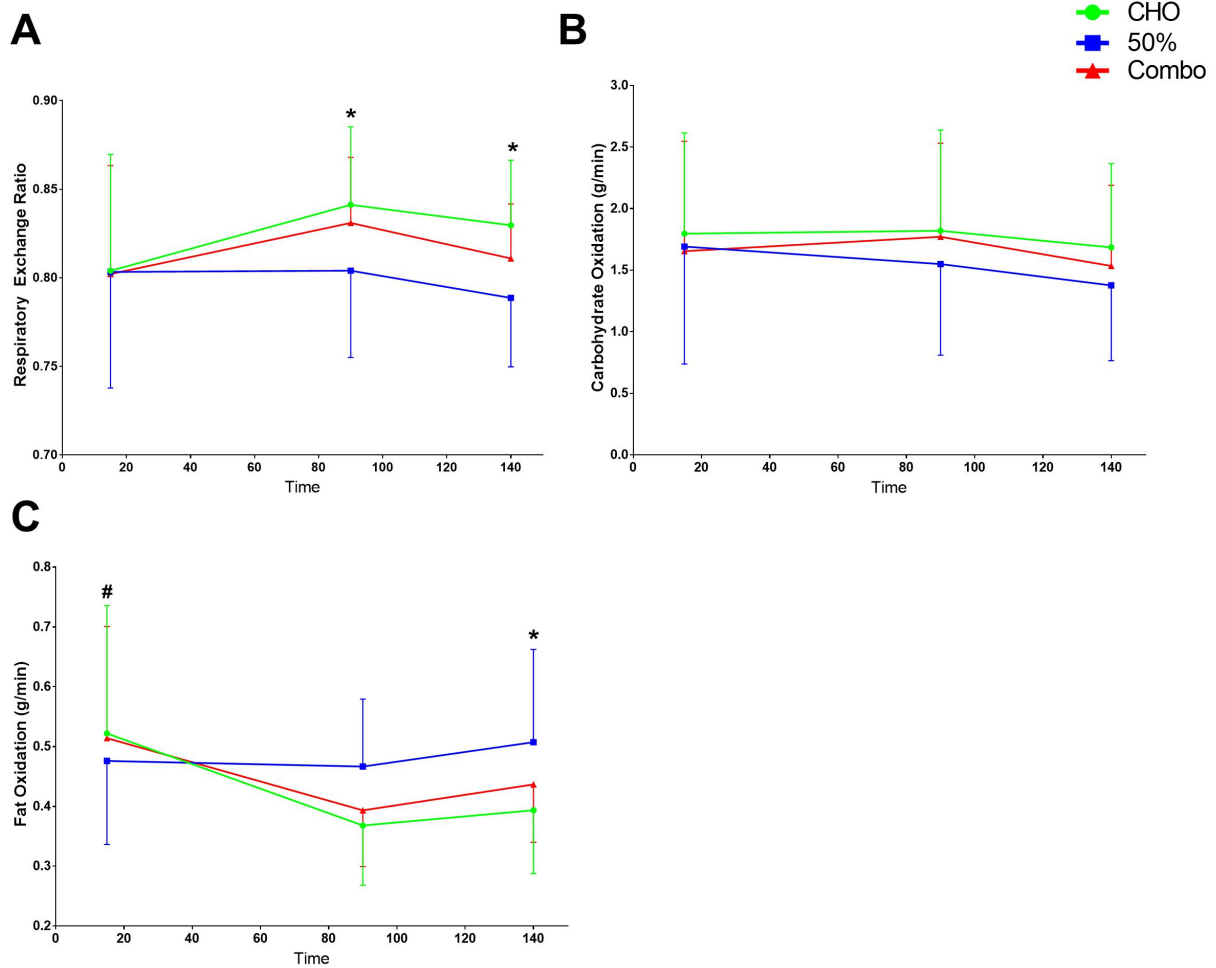 A
B
CHO
50%
Combo
Respiratory Exchange Ratio
0.90
0.85
0.80
0.75
0.70
*
*
0 20 40 60 80 100 120 140
Time
Carbohydrate Oxidation (g/min)
3.0
2.5
2.0
1.5
1.0
0.5
0.0
0 20 40 60 80 100 120 140
Time
C
Fat Oxidation (g/min)
0.8
0.7
0.6
0.5
0.4
0.3
0.2
#
*
0 20 40 60 80 100 120 140
Time